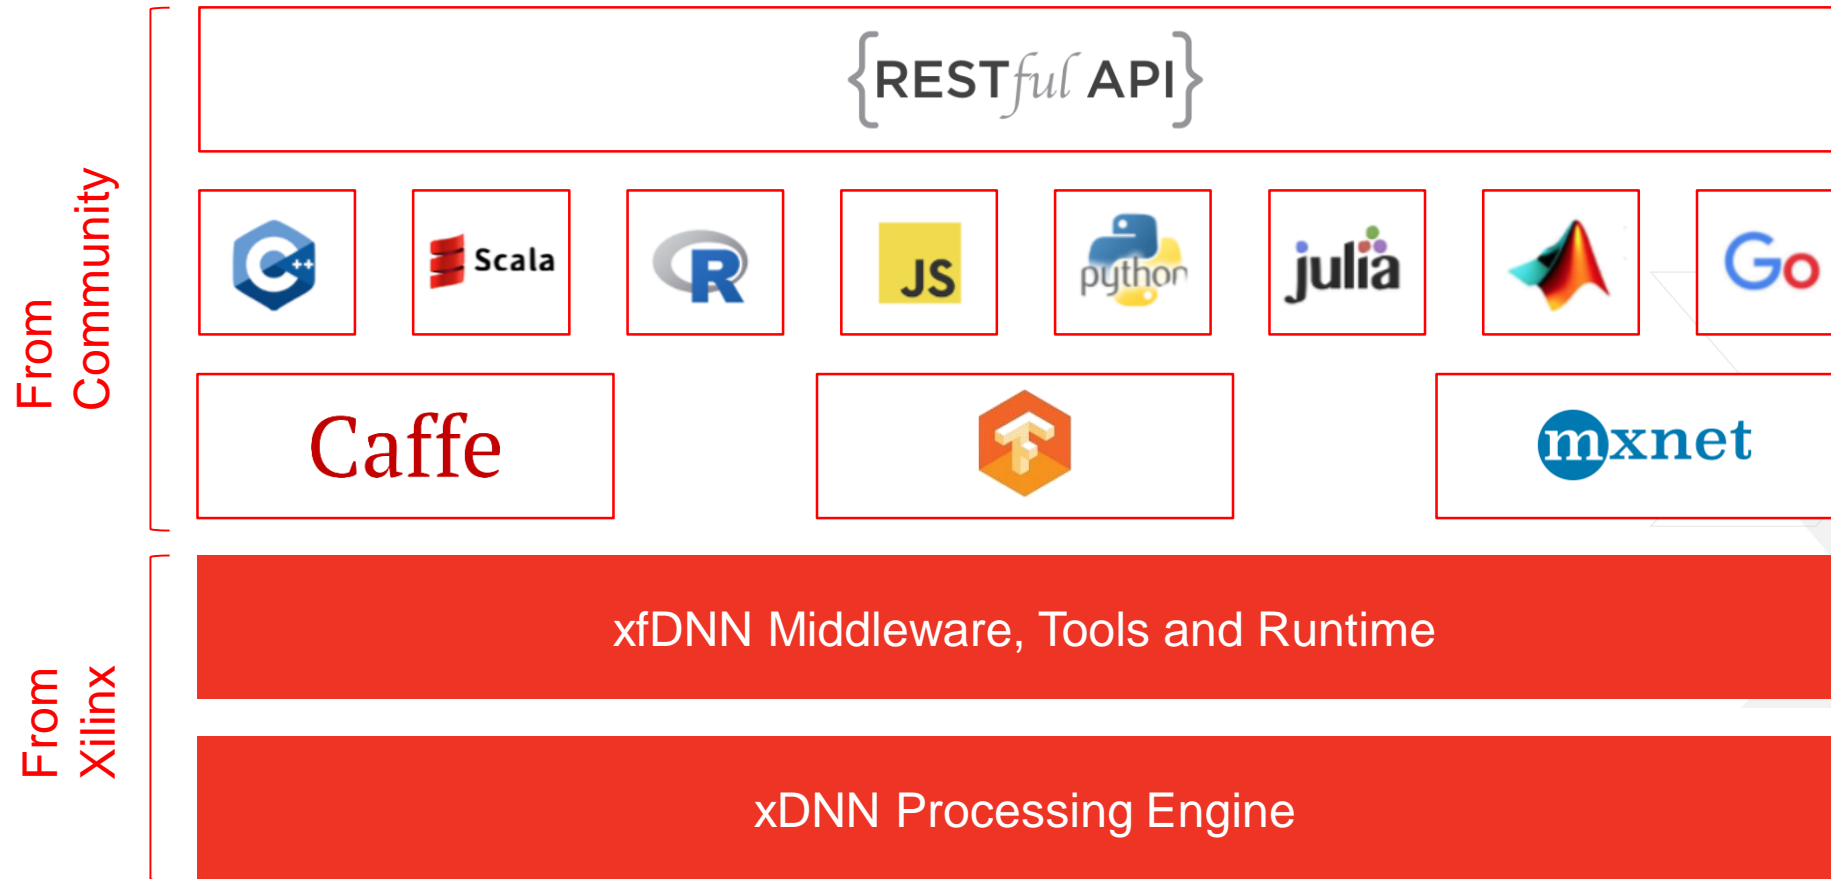 {RESTful API}
From
Community
C++
Scala
R
JS
python
julia
Go
Caffe
TF
mxnet
From
Xilinx
xfDNN Middleware, Tools and Runtime
xDNN Processing Engine